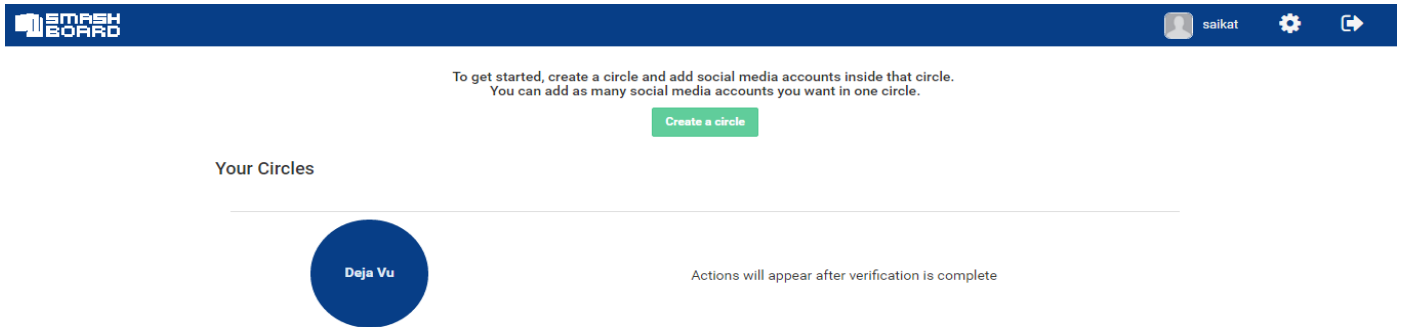 SMASH
BOARD
saikat
To get started, create a circle and add social media accounts inside that circle.
You can add as many social media accounts you want in one circle.
Create a circle
Your Circles
Deja Vu
Actions will appear after verification is complete